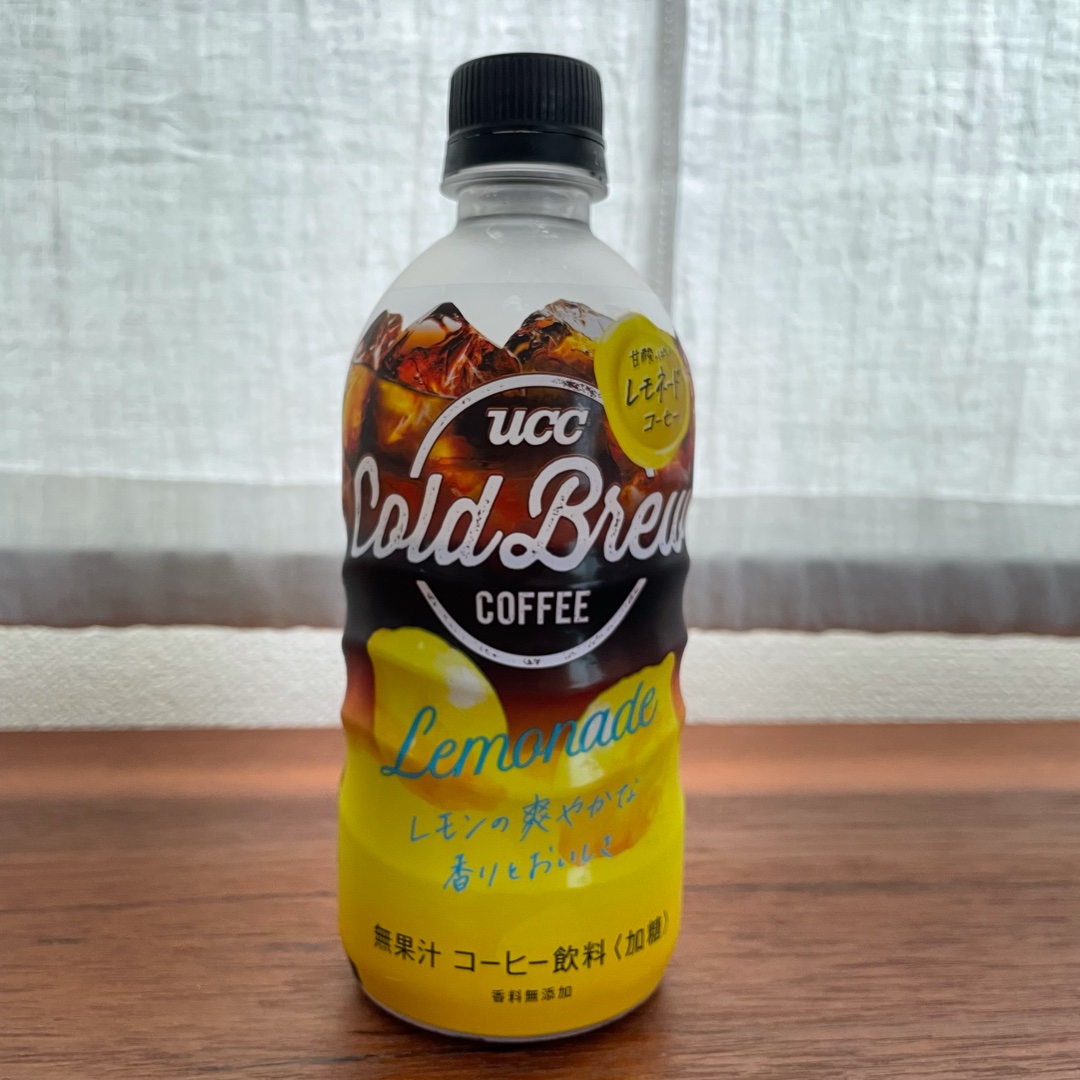 甘酸っぱい
レモネード
コーヒー
UCC
Cold Brew
COFFEE
Lemonade
レモンの爽やかな
香りとおいしさ
無果汁 コーヒー飲料〈加糖〉
香料無添加